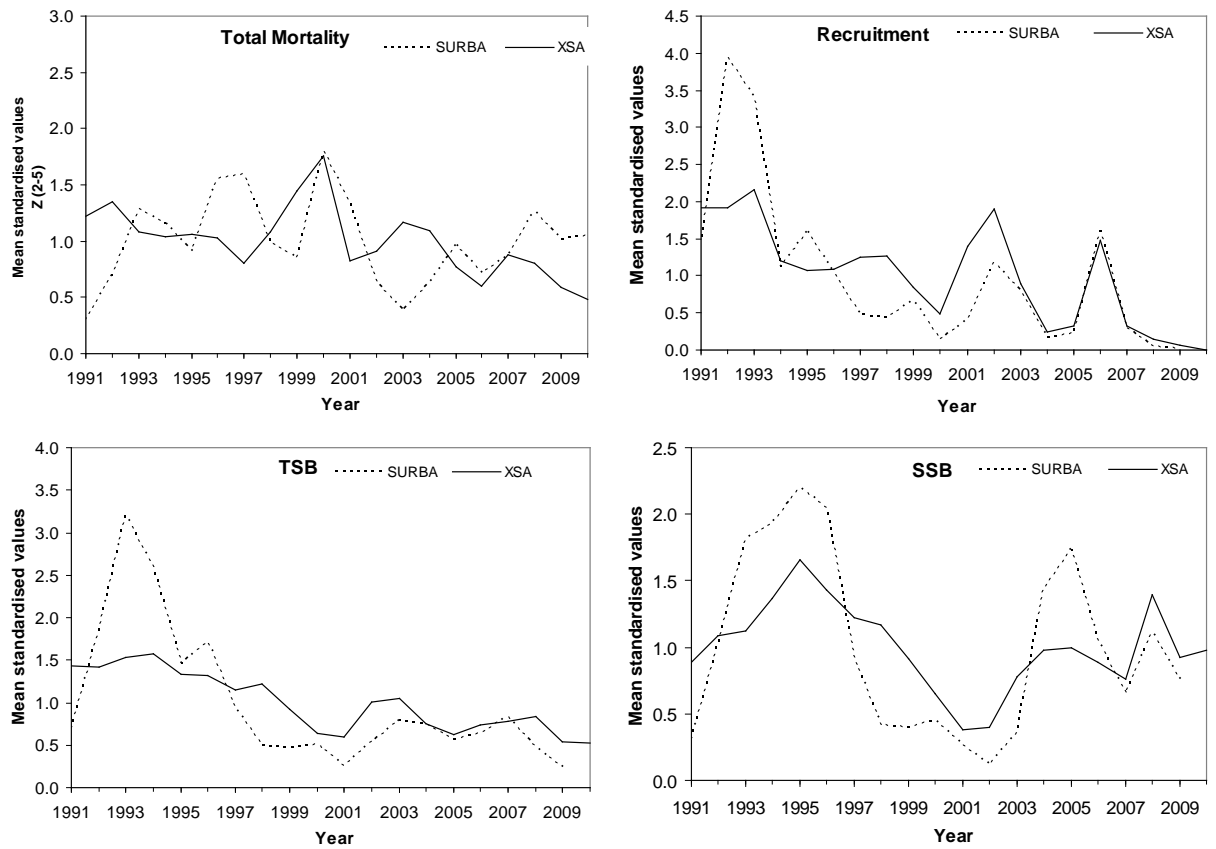 Total Mortality
SURBA
XSA
Mean standardised values
Z (2-5)
3.0
2.5
2.0
1.5
1.0
0.5
0.0
1991 1993 1995 1997 1999 2001 2003 2005 2007 2009
Year
Recruitment
SURBA
XSA
Mean standardised values
4.5
4.0
3.5
3.0
2.5
2.0
1.5
1.0
0.5
0.0
1991 1993 1995 1997 1999 2001 2003 2005 2007 2009
Year
TSB
SURBA
XSA
Mean standardised values
4.0
3.5
3.0
2.5
2.0
1.5
1.0
0.5
0.0
1991 1993 1995 1997 1999 2001 2003 2005 2007 2009
Year
SSB
SURBA
XSA
Mean standardised values
2.5
2.0
1.5
1.0
0.5
0.0
1991 1993 1995 1997 1999 2001 2003 2005 2007 2009
Year